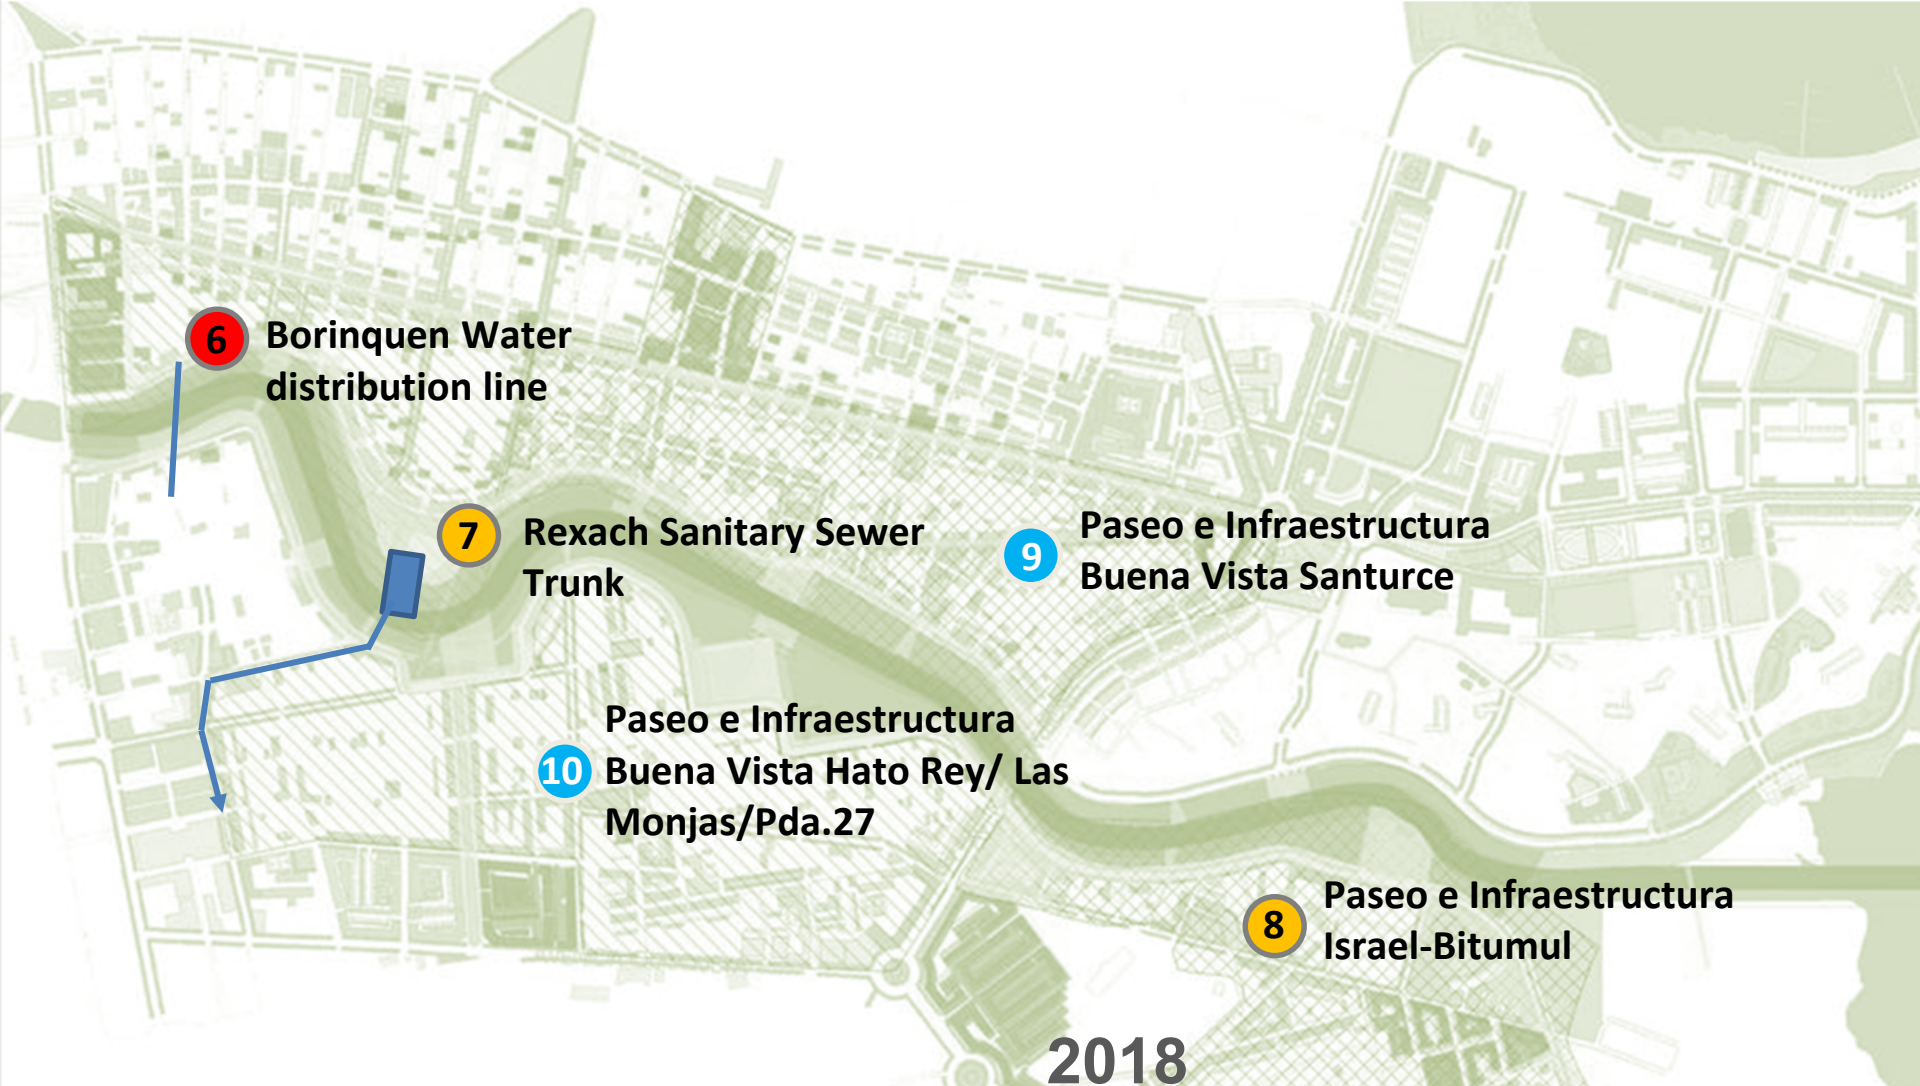 6
Borinquen Water
distribution line
7
Rexach Sanitary Sewer
Trunk
9
Paseo e Infraestructura
Buena Vista Santurce
10
Paseo e Infraestructura
Buena Vista Hato Rey/ Las
Monjas/Pda.27
8
Paseo e Infraestructura
Israel-Bitumul
2018